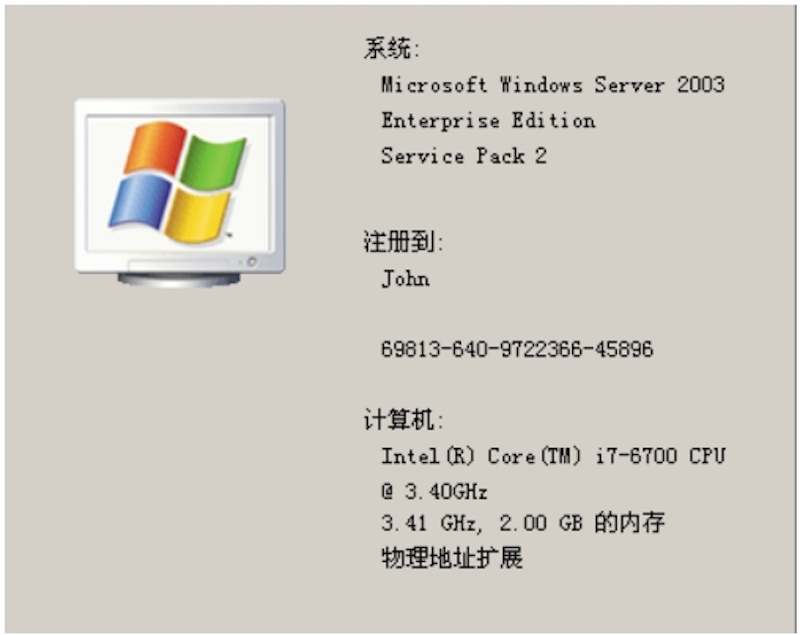 系统:
Microsoft Windows Server 2003
Enterprise Edition
Service Pack 2
注册到:
John
69813-640-9722366-45896
计算机:
Intel(R) Core(TM) i7-6700 CPU
@ 3.40GHz
3.41 GHz, 2.00 GB 的内存
物理地址扩展